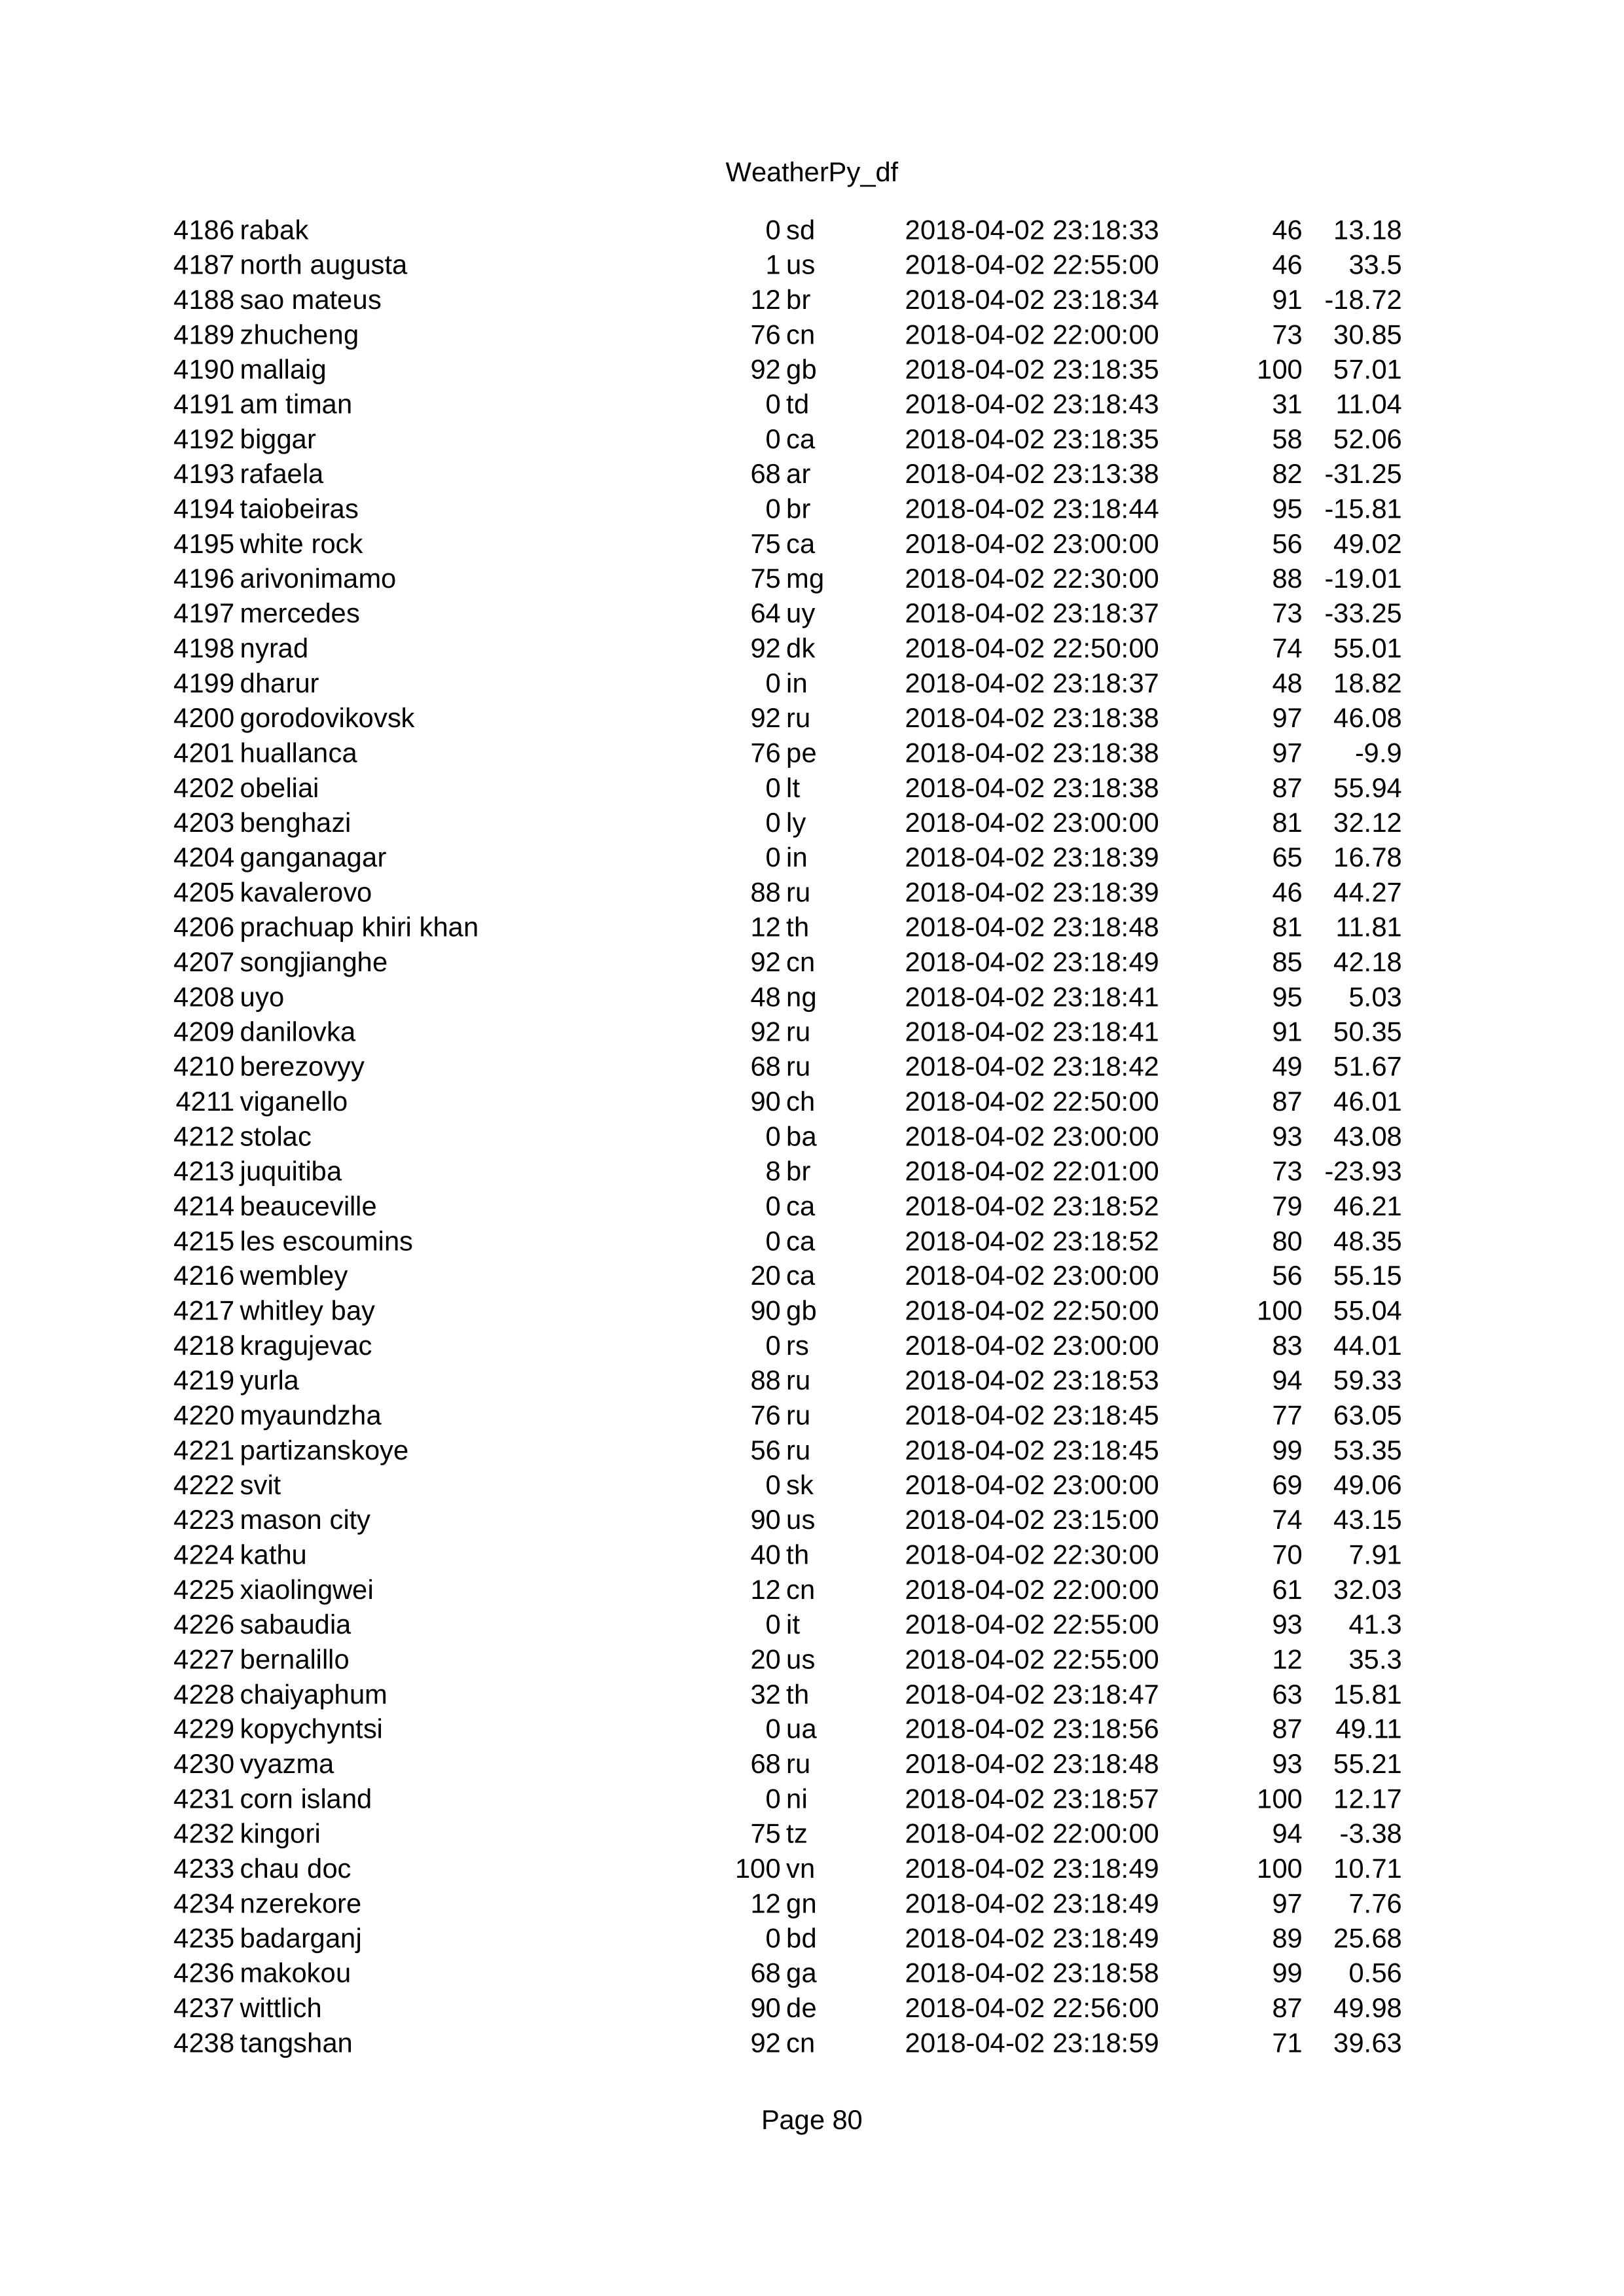 WeatherPy_df
4186 rabak 0 sd 2018-04-02 23:18:33 46 13.18
4187 north augusta 1 us 2018-04-02 22:55:00 46 33.5
4188 sao mateus 12 br 2018-04-02 23:18:34 91 -18.72
4189 zhucheng 76 cn 2018-04-02 22:00:00 73 30.85
4190 mallaig 92 gb 2018-04-02 23:18:35 100 57.01
4191 am timan 0 td 2018-04-02 23:18:43 31 11.04
4192 biggar 0 ca 2018-04-02 23:18:35 58 52.06
4193 rafaela 68 ar 2018-04-02 23:13:38 82 -31.25
4194 taiobeiras 0 br 2018-04-02 23:18:44 95 -15.81
4195 white rock 75 ca 2018-04-02 23:00:00 56 49.02
4196 arivonimamo 75 mg 2018-04-02 22:30:00 88 -19.01
4197 mercedes 64 uy 2018-04-02 23:18:37 73 -33.25
4198 nyrad 92 dk 2018-04-02 22:50:00 74 55.01
4199 dharur 0 in 2018-04-02 23:18:37 48 18.82
4200 gorodovikovsk 92 ru 2018-04-02 23:18:38 97 46.08
4201 huallanca 76 pe 2018-04-02 23:18:38 97 -9.9
4202 obeliai 0 lt 2018-04-02 23:18:38 87 55.94
4203 benghazi 0 ly 2018-04-02 23:00:00 81 32.12
4204 ganganagar 0 in 2018-04-02 23:18:39 65 16.78
4205 kavalerovo 88 ru 2018-04-02 23:18:39 46 44.27
4206 prachuap khiri khan 12 th 2018-04-02 23:18:48 81 11.81
4207 songjianghe 92 cn 2018-04-02 23:18:49 85 42.18
4208 uyo 48 ng 2018-04-02 23:18:41 95 5.03
4209 danilovka 92 ru 2018-04-02 23:18:41 91 50.35
4210 berezovyy 68 ru 2018-04-02 23:18:42 49 51.67
4211 viganello 90 ch 2018-04-02 22:50:00 87 46.01
4212 stolac 0 ba 2018-04-02 23:00:00 93 43.08
4213 juquitiba 8 br 2018-04-02 22:01:00 73 -23.93
4214 beauceville 0 ca 2018-04-02 23:18:52 79 46.21
4215 les escoumins 0 ca 2018-04-02 23:18:52 80 48.35
4216 wembley 20 ca 2018-04-02 23:00:00 56 55.15
4217 whitley bay 90 gb 2018-04-02 22:50:00 100 55.04
4218 kragujevac 0 rs 2018-04-02 23:00:00 83 44.01
4219 yurla 88 ru 2018-04-02 23:18:53 94 59.33
4220 myaundzha 76 ru 2018-04-02 23:18:45 77 63.05
4221 partizanskoye 56 ru 2018-04-02 23:18:45 99 53.35
4222 svit 0 sk 2018-04-02 23:00:00 69 49.06
4223 mason city 90 us 2018-04-02 23:15:00 74 43.15
4224 kathu 40 th 2018-04-02 22:30:00 70 7.91
4225 xiaolingwei 12 cn 2018-04-02 22:00:00 61 32.03
4226 sabaudia 0 it 2018-04-02 22:55:00 93 41.3
4227 bernalillo 20 us 2018-04-02 22:55:00 12 35.3
4228 chaiyaphum 32 th 2018-04-02 23:18:47 63 15.81
4229 kopychyntsi 0 ua 2018-04-02 23:18:56 87 49.11
4230 vyazma 68 ru 2018-04-02 23:18:48 93 55.21
4231 corn island 0 ni 2018-04-02 23:18:57 100 12.17
4232 kingori 75 tz 2018-04-02 22:00:00 94 -3.38
4233 chau doc 100 vn 2018-04-02 23:18:49 100 10.71
4234 nzerekore 12 gn 2018-04-02 23:18:49 97 7.76
4235 badarganj 0 bd 2018-04-02 23:18:49 89 25.68
4236 makokou 68 ga 2018-04-02 23:18:58 99 0.56
4237 wittlich 90 de 2018-04-02 22:56:00 87 49.98
4238 tangshan 92 cn 2018-04-02 23:18:59 71 39.63
Page 80